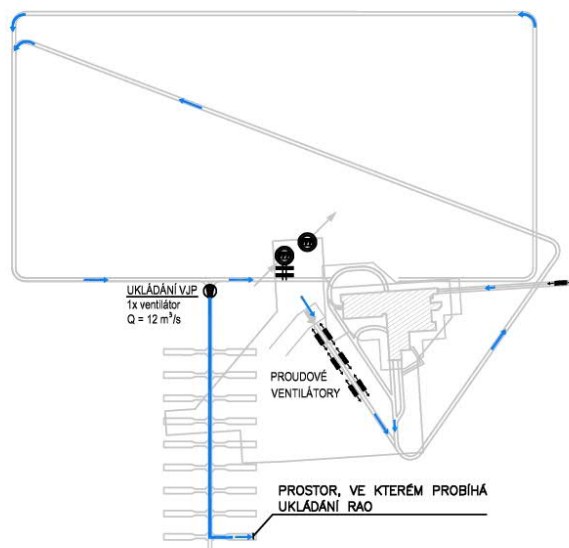 UKLÁDÁNÍ VJP
1x ventilátor
Q = 12 m³/s
PROUDOVÉ
VENTILÁTORY
PROSTOR, VE KTERÉM PROBÍHÁ
UKLÁDÁNÍ RAO